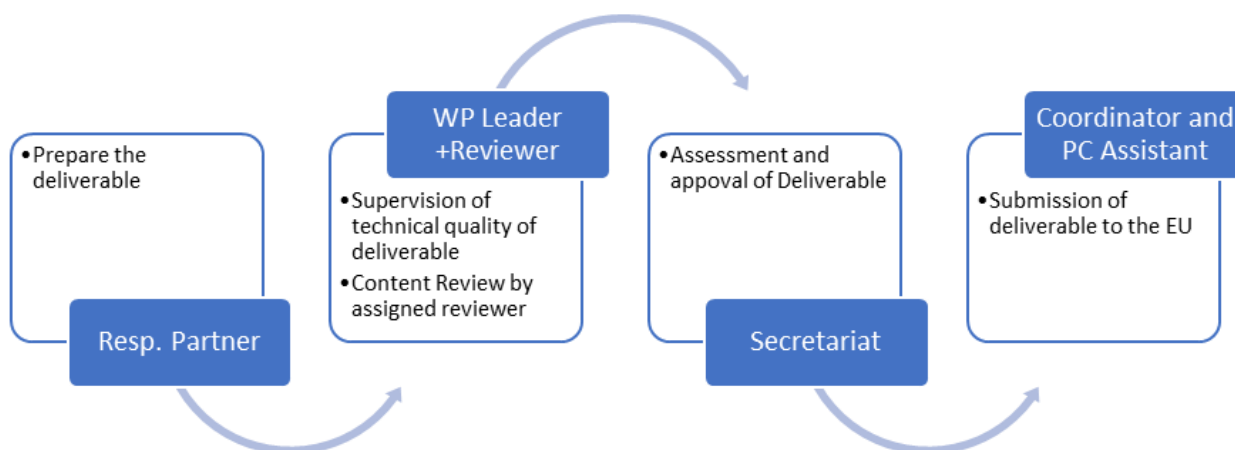 •Prepare the
deliverable
Resp. Partner
WP Leader
+Reviewer
•Supervision of
technical quality of
deliverable
•Content Review by
assigned reviewer
•Assessment and
appoval of Deliverable
Secretariat
Coordinator and
PC Assistant
•Submission of
deliverable to the EU